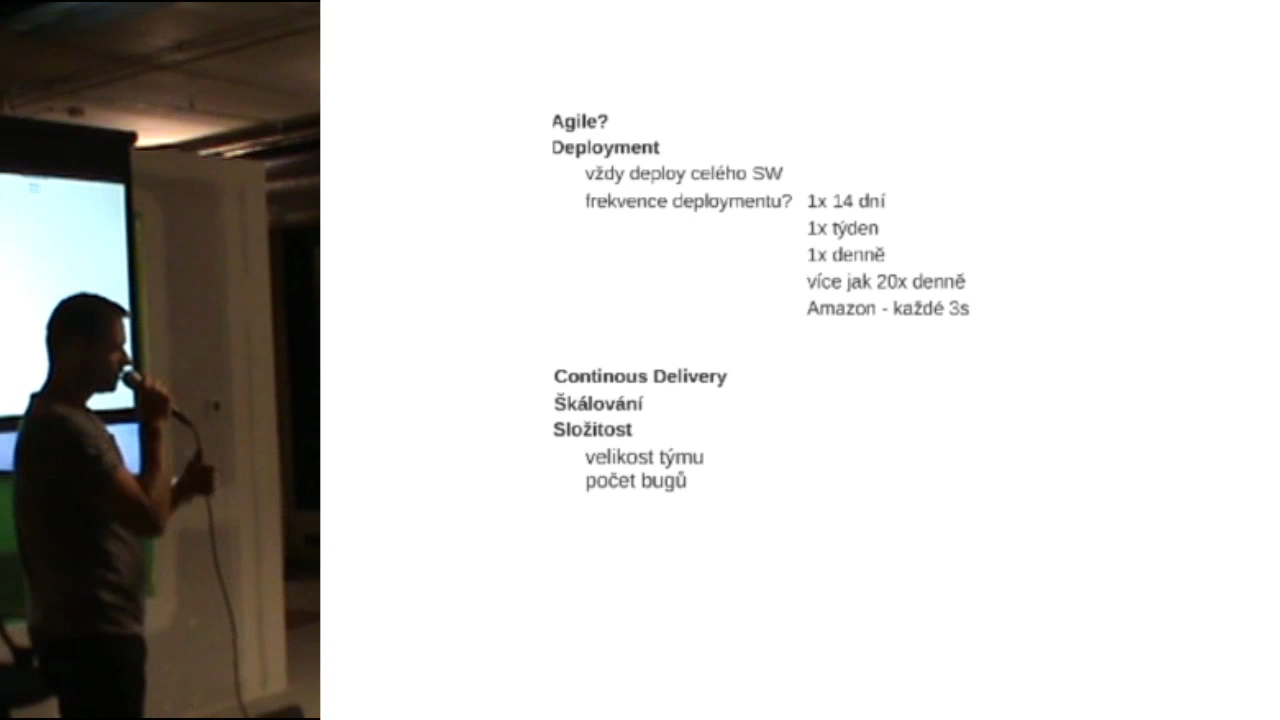 Agile?
Deployment
vždy deploy celého SW
frekvence deploymentu? 1x 14 dní
1x týden
1x denně
více jak 20x denně
Amazon - každé 3s
Continous Delivery
Škálování
Složitost
velikost týmu
počet bugů